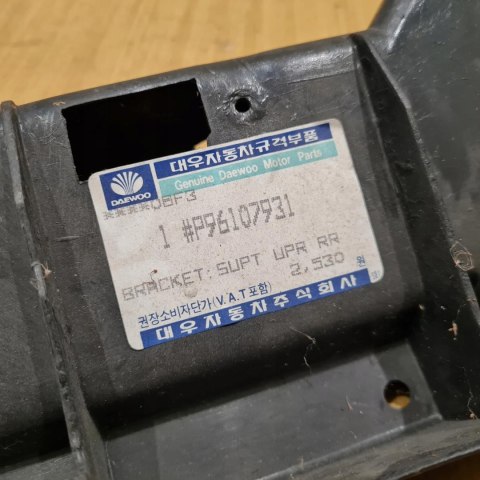 대우자동차규격부품
Genuine Daewoo Motor Parts
DAEWOO
1 #P96107931
BRACKET: SUPT UPR RR
2,530 원
권장소비자단가(V.A.T포함)
대우자동차주식회사